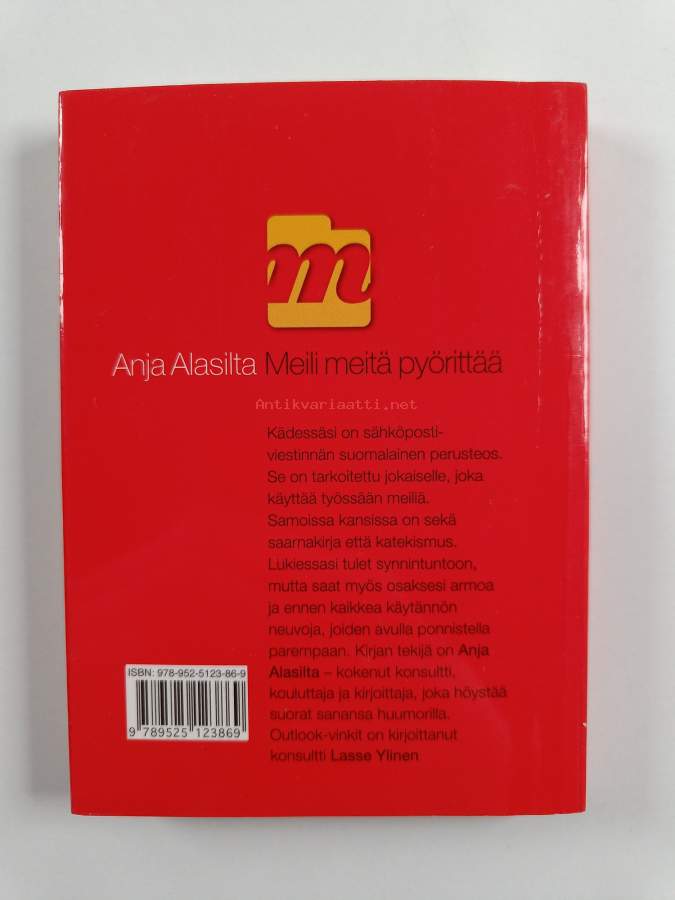 m
Anja Alasilta Meili meitä pyörittää
Antikvariaatti.net
Kädessäsi on sähköposti-
viestinnän suomalainen perusteos.
Se on tarkoitettu jokaiselle, joka
käyttää työssään meiliä.
Samoissa kansissa on sekä
saarnakirja että katekismus.
Lukiessasi tulet synnintuntoon,
mutta saat myös osaksesi armoa
ja ennen kaikkea käytännön
neuvoja, joiden avulla ponnistella
parempaan. Kirjan tekijä on Anja
Alasilta – kokenut konsultti,
kouluttaja ja kirjoittaja, joka höystää
suorat sanansa huumorilla.
Outlook-vinkit on kirjoittanut
konsultti Lasse Ylinen
ISBN: 978-952-5123-86-9
9 789525 123869